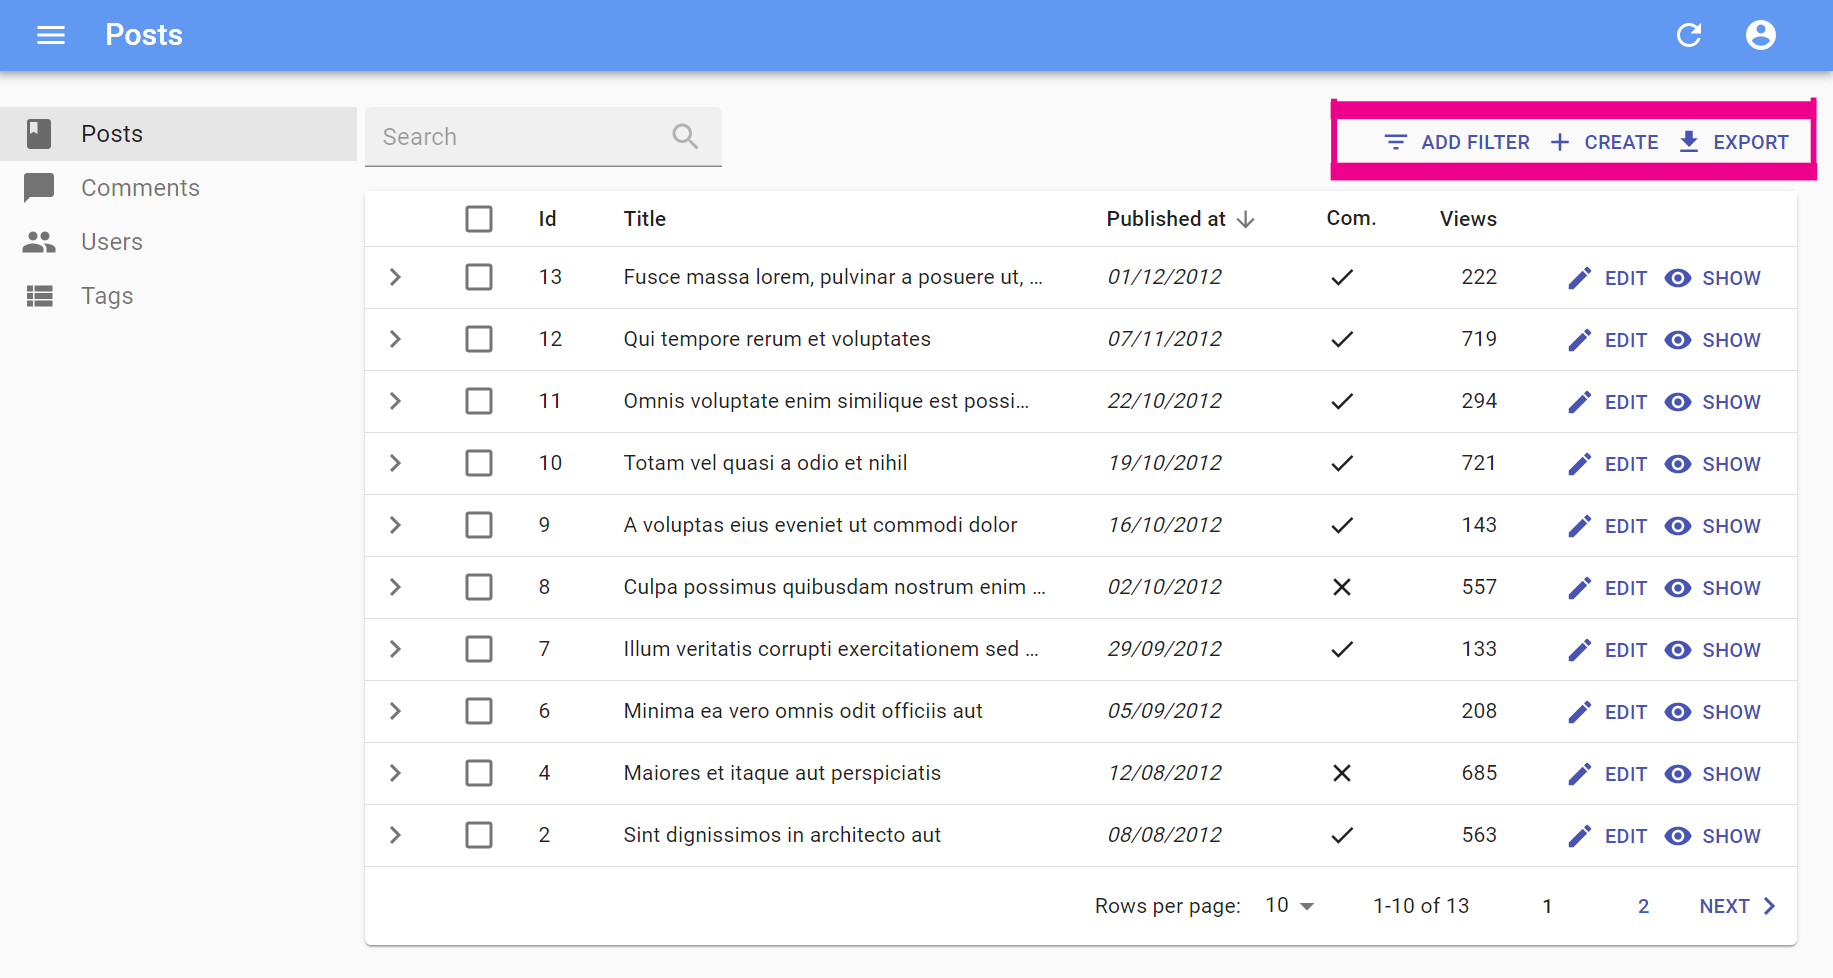 Posts
Posts
Comments
Users
Tags
Search
ADD FILTER CREATE EXPORT
Id Title Published at Com. Views
13 Fusce massa lorem, pulvinar a posuere ut, ... 01/12/2012 222 EDIT SHOW
12 Qui tempore rerum et voluptates 07/11/2012 719 EDIT SHOW
11 Omnis voluptate enim similique est possi... 22/10/2012 294 EDIT SHOW
10 Totam vel quasi a odio et nihil 19/10/2012 721 EDIT SHOW
9 A voluptas eius eveniet ut commodi dolor 16/10/2012 143 EDIT SHOW
8 Culpa possimus quibusdam nostrum enim ... 02/10/2012 557 EDIT SHOW
7 Illum veritatis corrupti exercitationem sed ... 29/09/2012 133 EDIT SHOW
6 Minima ea vero omnis odit officiis aut 05/09/2012 208 EDIT SHOW
4 Maiores et itaque aut perspiciatis 12/08/2012 685 EDIT SHOW
2 Sint dignissimos in architecto aut 08/08/2012 563 EDIT SHOW
Rows per page: 10 1-10 of 13 1 2 NEXT